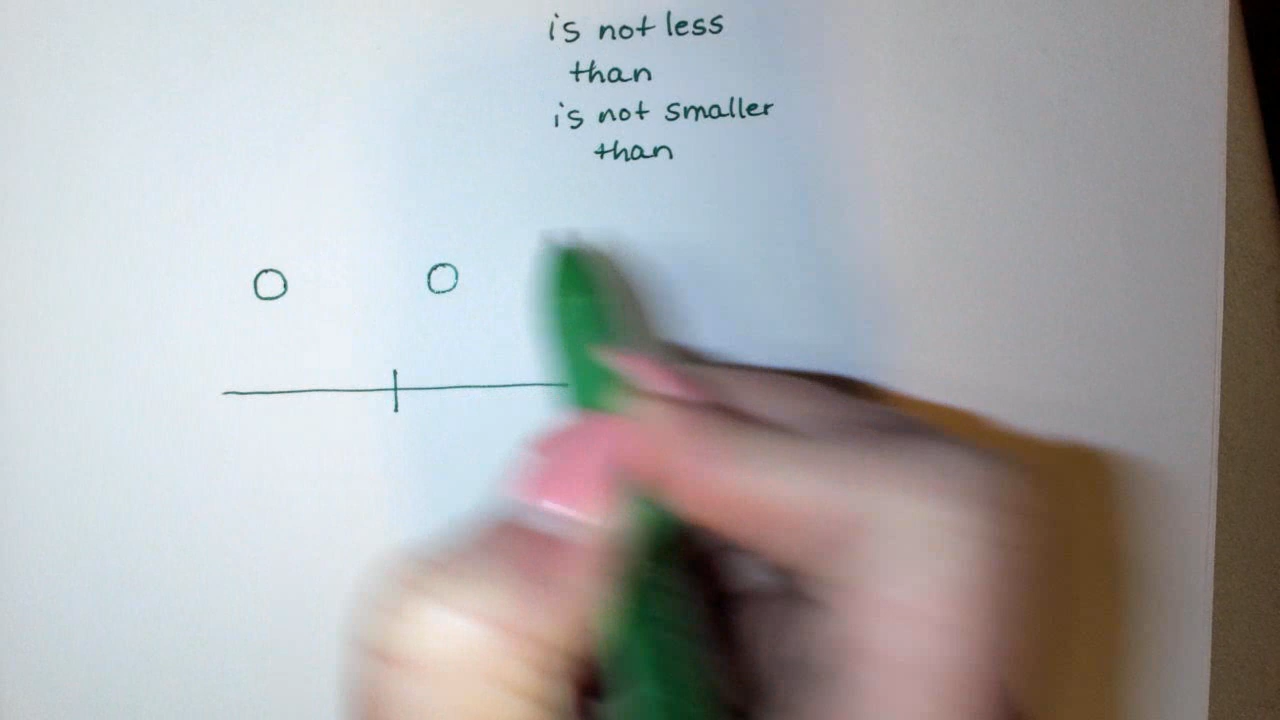 is not less
than
is not smaller
than